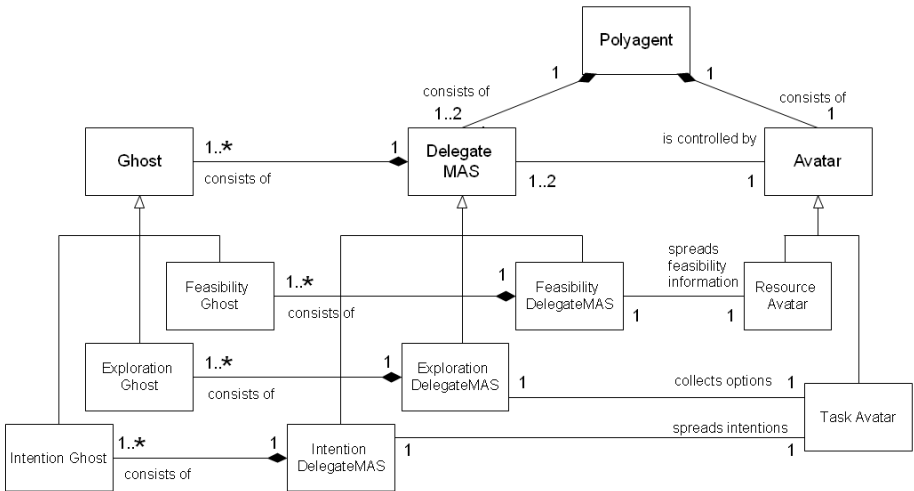 Polyagent
1
1
consists of
consists of
1..2
1
Ghost
1..*
1
Delegate
MAS
is controlled by
Avatar
consists of
1..2
1
Feasibility
Ghost
1..*
1
Feasibility
DelegateMAS
spreads
feasibility
information
Resource
Avatar
consists of
1
1
Exploration
Ghost
1..*
1
Exploration
DelegateMAS
consists of
1
collects options
1
Task Avatar
Intention Ghost
1..*
1
Intention
DelegateMAS
spreads intentions
1
1
consists of